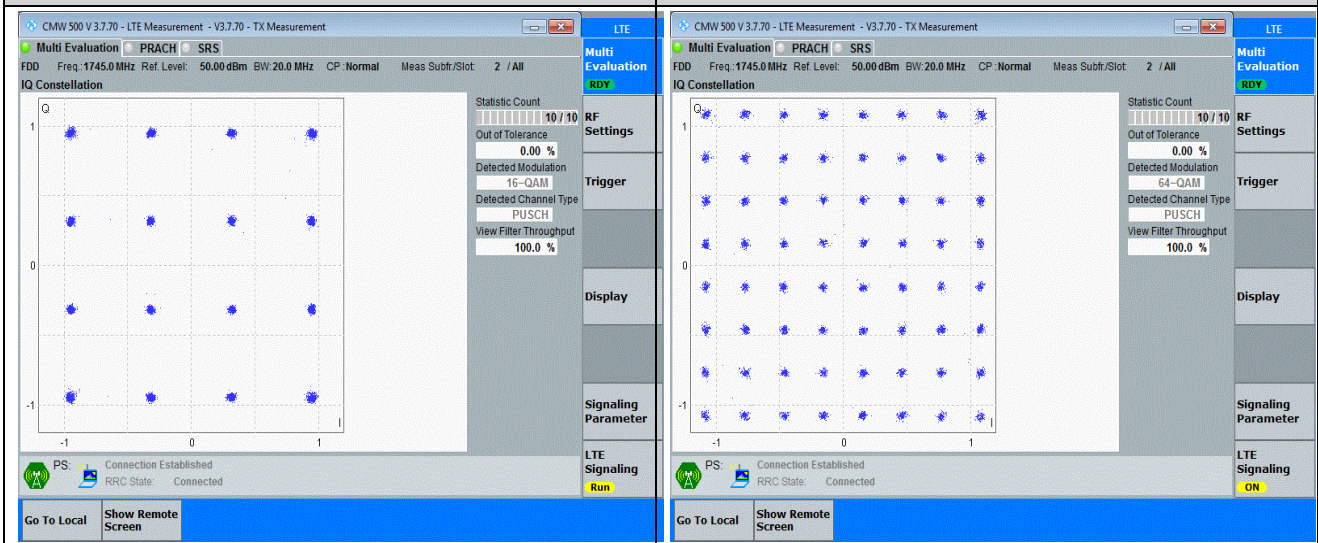 CMW 500 V 3.7.70 - LTE Measurement - V3.7.70 - TX Measurement
LTE
Multi Evaluation PRACH SRS
Multi
Evaluation
RDY
FDD Freq.:1745.0 MHz Ref. Level: 50.00 dBm BW:20.0 MHz CP :Normal Meas Subfr./Slot: 2 / All
IQ Constellation
Q
1
0
-1
-1 0 1
I
Statistic Count
10 / 10
Out of Tolerance
0.00 %
Detected Modulation
16-QAM
Detected Channel Type
PUSCH
View Filter Throughput
100.0 %
RF
Settings
Trigger
Display
Signaling
Parameter
LTE
Signaling
Run
PS: Connection Established
RRC State: Connected
Go To Local
Show Remote
Screen
CMW 500 V 3.7.70 - LTE Measurement - V3.7.70 - TX Measurement
LTE
Multi Evaluation PRACH SRS
Multi
Evaluation
RDY
FDD Freq.:1745.0 MHz Ref. Level: 50.00 dBm BW:20.0 MHz CP :Normal Meas Subfr./Slot: 2 / All
IQ Constellation
Q
1
0
-1
-1 0 1
I
Statistic Count
10 / 10
Out of Tolerance
0.00 %
Detected Modulation
64-QAM
Detected Channel Type
PUSCH
View Filter Throughput
100.0 %
RF
Settings
Trigger
Display
Signaling
Parameter
LTE
Signaling
ON
PS: Connection Established
RRC State: Connected
Go To Local
Show Remote
Screen